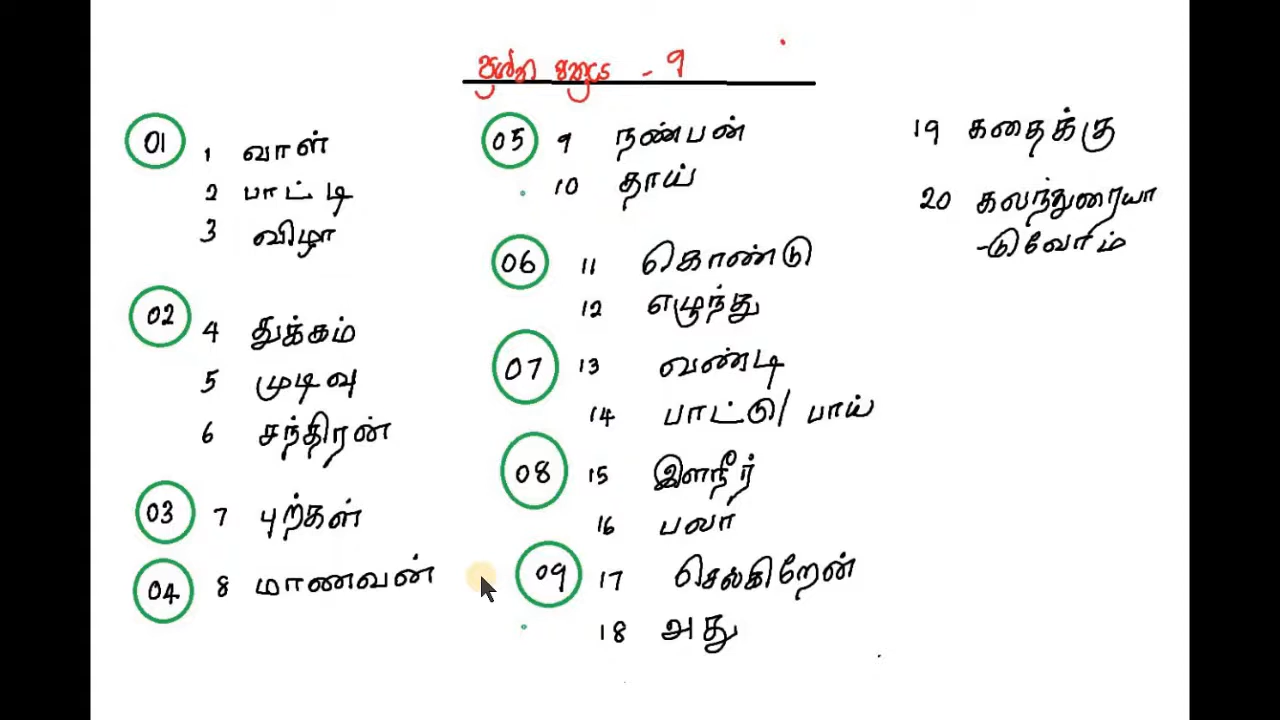 - 9
01
1 வாள்
2 பாட்டி
3 விழா
02
4 துக்கம்
5 முடிவு
6 சந்திரன்
03
7 புற்கள்
04
8 மாணவன்
05
9 நண்பன்
10 தாய்
06
11 கொண்டு
12 எழுந்து
07
13 வண்டி
14 பாட்டு/ பாய்
08
15 இளநீர்
16 பலா
09
17 செல்கிறேன்
18 அது
19 கதைக்கு
20 கலந்துரையா
-டுவோம்